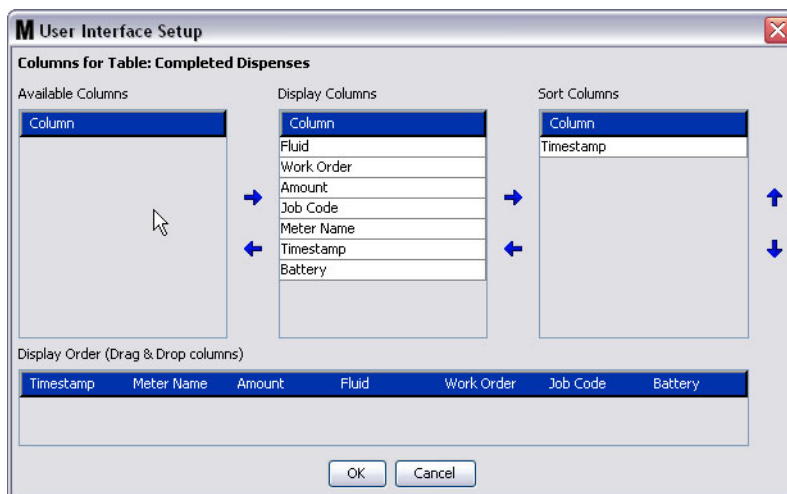 M User Interface Setup
Columns for Table: Completed Dispenses
Available Columns Display Columns Sort Columns
Column Column Column
Fluid Timestamp
Work Order
Amount
Job Code
Meter Name
Timestamp
Battery
Display Order (Drag & Drop columns)
Timestamp Meter Name Amount Fluid Work Order Job Code Battery
OK Cancel